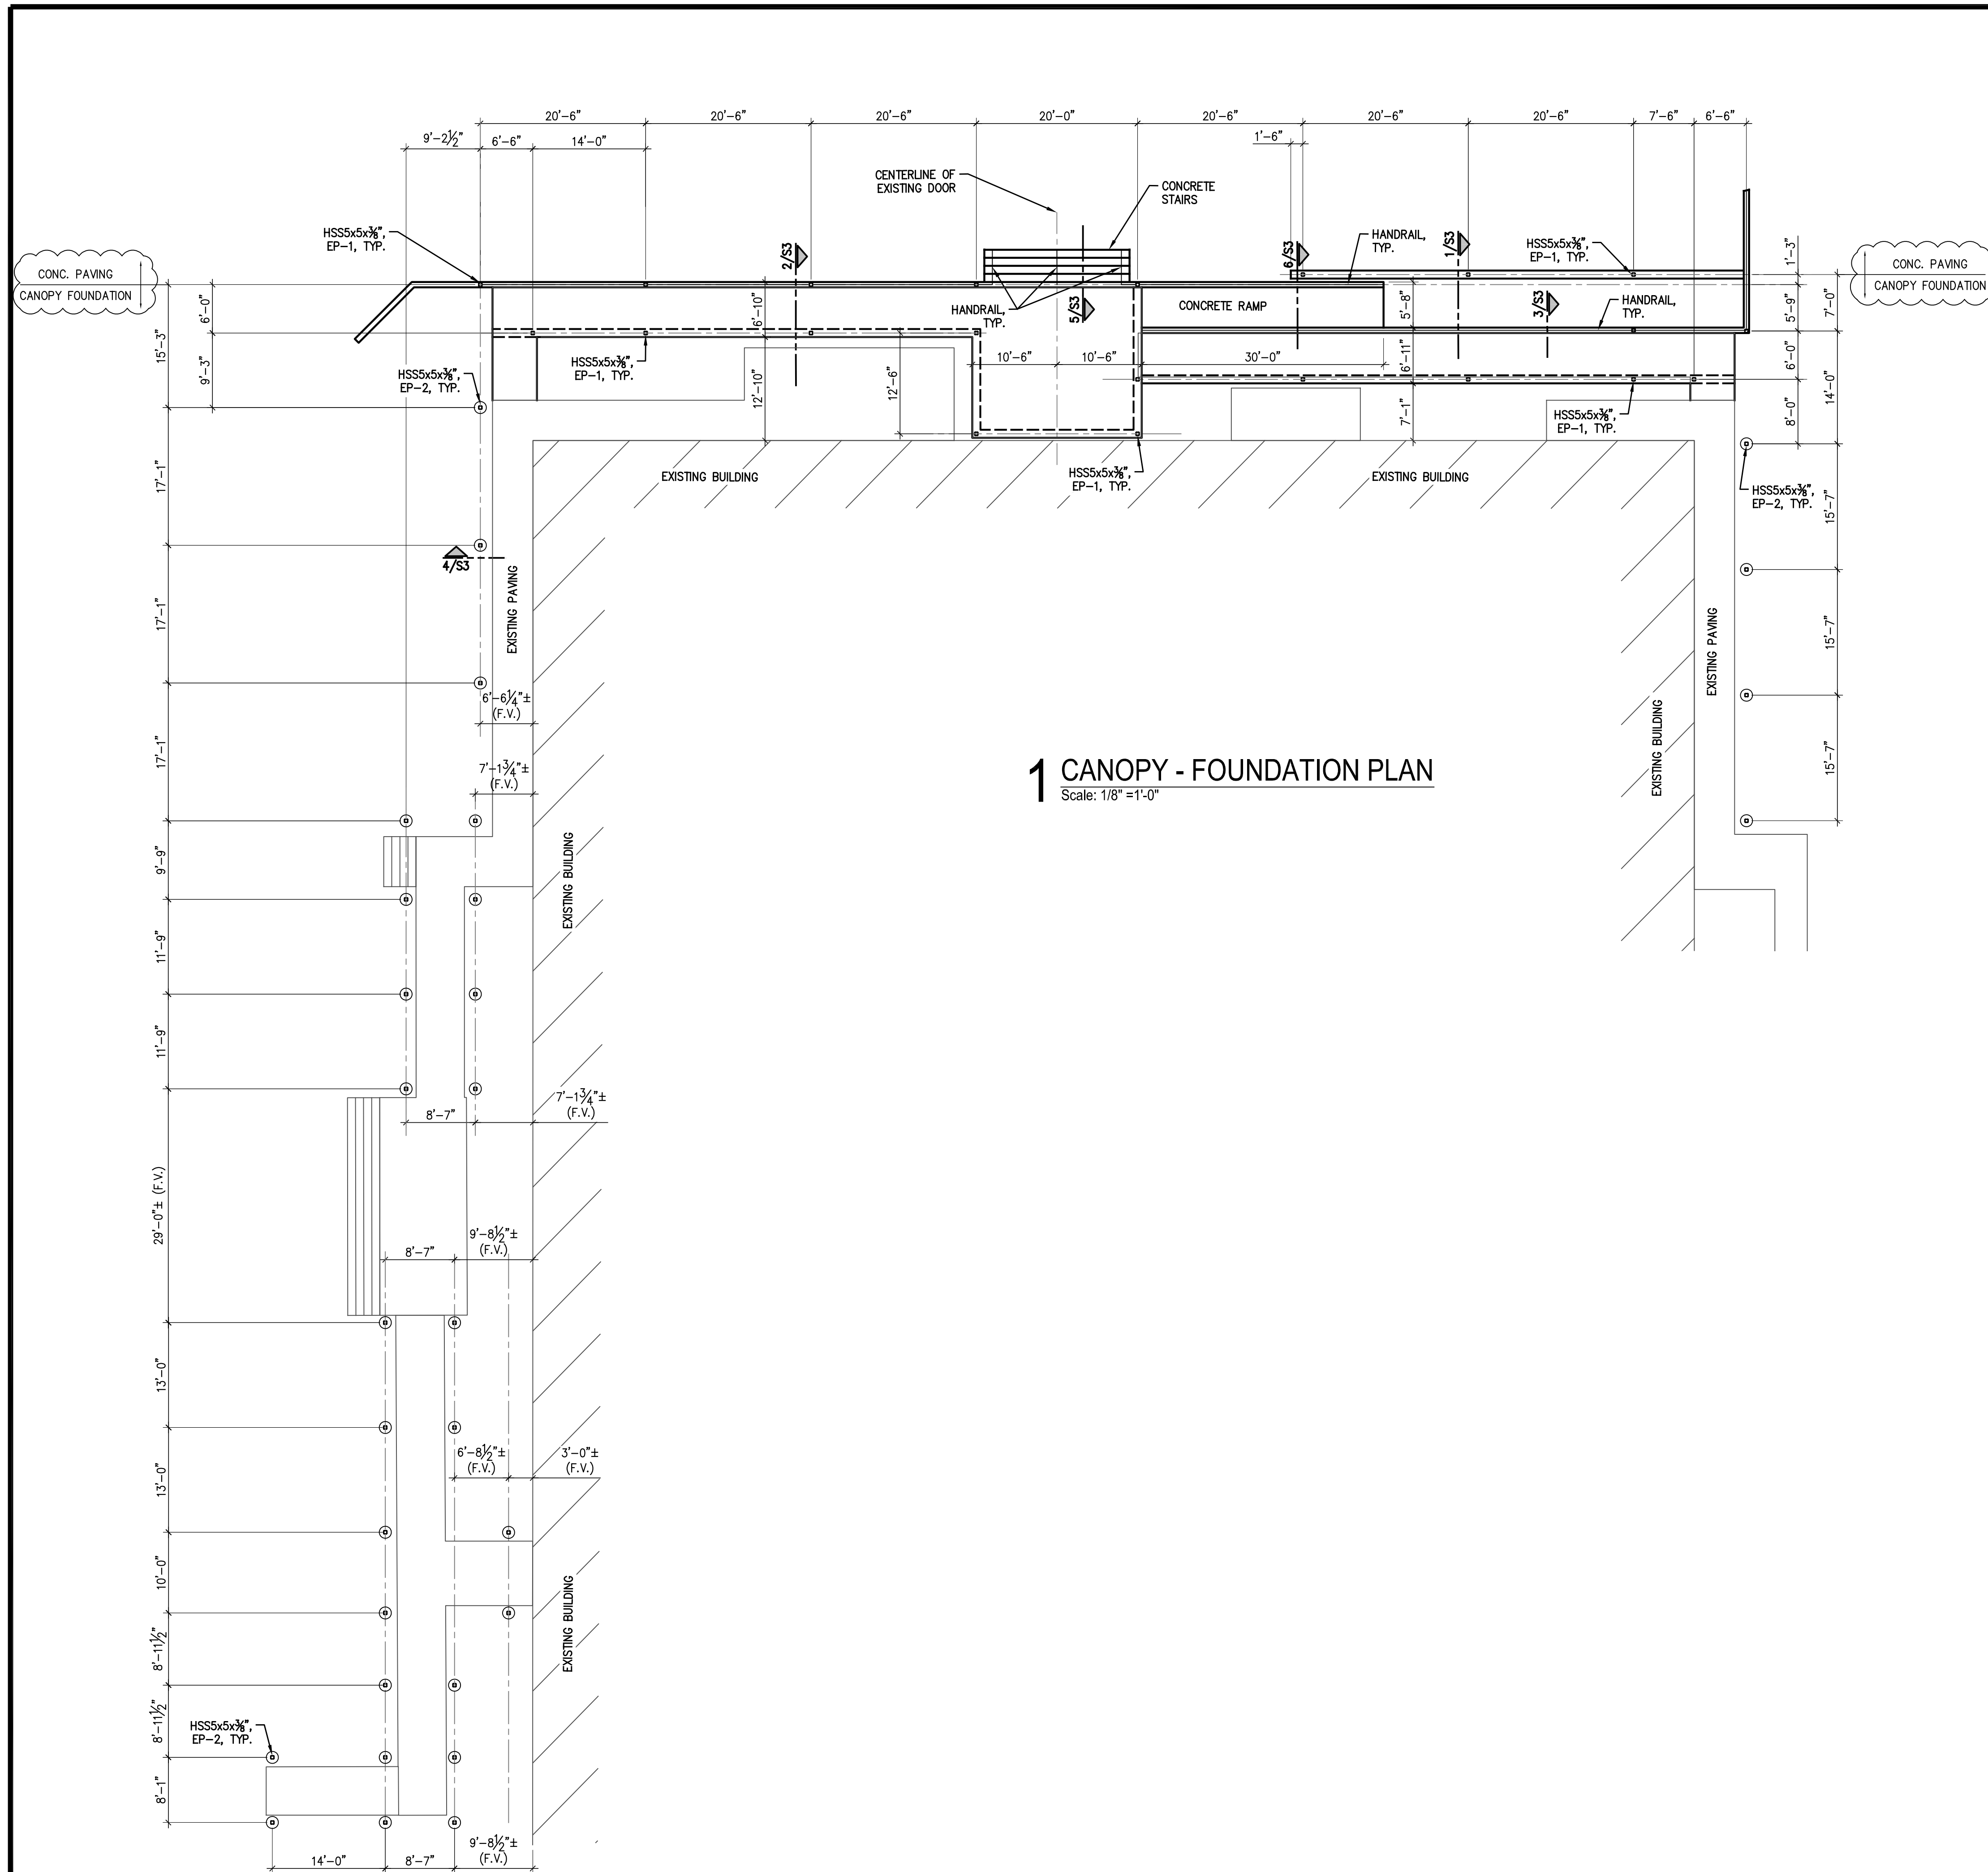 20'-6"
20'-6"
20'-6"
20'-0"
20'-6"
20'-6"
20'-6"
7'-6"
6'-6"
9'-2½"
6'-6"
14'-0"
1'-6"
CENTERLINE OF
EXISTING DOOR
CONCRETE
STAIRS
HSS5x5x⅜",
EP-1, TYP.
2/S3
6/S3
HANDRAIL,
TYP.
1/S3
HSS5x5x⅜",
EP-1, TYP.
1'-3"
CONC. PAVING
CANOPY FOUNDATION
CONC. PAVING
CANOPY FOUNDATION
6'-0"
15'-3"
9'-3"
6'-10"
HANDRAIL,
TYP.
5/S3
CONCRETE RAMP
5'-8"
3/S3
HANDRAIL,
TYP.
5'-9"
7'-0"
HSS5x5x⅜",
EP-1, TYP.
HSS5x5x⅜",
EP-2, TYP.
12'-10"
12'-6"
10'-6"
10'-6"
30'-0"
6'-11"
6'-0"
14'-0"
7'-1"
8'-0"
HSS5x5x⅜",
EP-1, TYP.
EXISTING BUILDING
HSS5x5x⅜",
EP-1, TYP.
EXISTING BUILDING
HSS5x5x⅜",
EP-2, TYP.
17'-1"
15'-7"
4/S3
EXISTING PAVING
17'-1"
15'-7"
EXISTING PAVING
6'-6¼"±
(F.V.)
17'-1"
7'-1¾"±
(F.V.)
EXISTING BUILDING
15'-7"
1 CANOPY - FOUNDATION PLAN
Scale: 1/8" =1'-0"
9'-9"
EXISTING BUILDING
11'-9"
11'-9"
8'-7"
7'-1¾"±
(F.V.)
29'-0"± (F.V.)
8'-7"
9'-8½"±
(F.V.)
13'-0"
13'-0"
6'-8½"±
(F.V.)
3'-0"±
(F.V.)
10'-0"
EXISTING BUILDING
8'-11½"
8'-11½"
HSS5x5x⅜",
EP-2, TYP.
8'-1"
14'-0"
8'-7"
9'-8½"±
(F.V.)